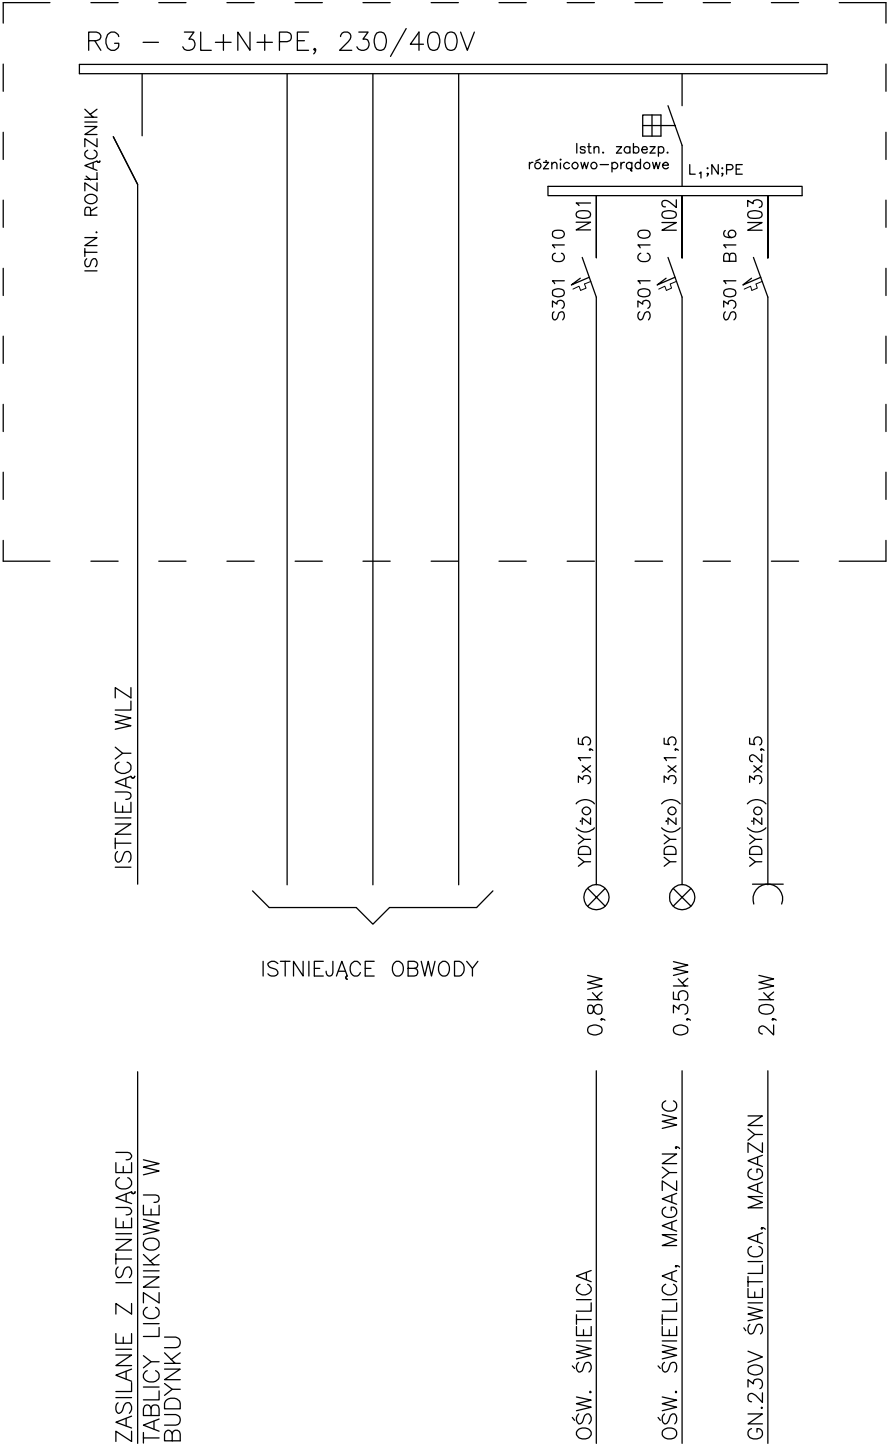 RG – 3L+N+PE, 230/400V
ISTN. ROZŁĄCZNIK
Istn. zabezp.
różnicowo–prądowe
L₁;N;PE
N01
N02
N03
S301 C10
S301 C10
S301 B16
ISTNIEJĄCY WLZ
YDY(żo) 3x1,5
YDY(żo) 3x1,5
YDY(żo) 3x2,5
ISTNIEJĄCE OBWODY
0,8kW
0,35kW
2,0kW
ZASILANIE Z ISTNIEJĄCEJ
TABLICY LICZNIKOWEJ W
BUDYNKU
OŚW. ŚWIETLICA
OŚW. ŚWIETLICA, MAGAZYN, WC
GN.230V ŚWIETLICA, MAGAZYN